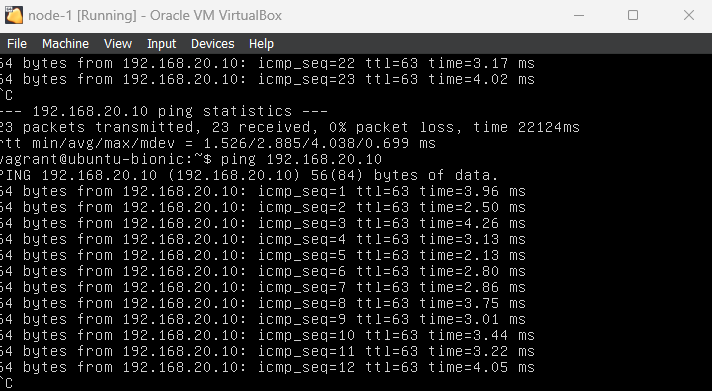 node-1 [Running] - Oracle VM VirtualBox
File Machine View Input Devices Help
64 bytes from 192.168.20.10: icmp_seq=22 ttl=63 time=3.17 ms
64 bytes from 192.168.20.10: icmp_seq=23 ttl=63 time=4.02 ms
^C
--- 192.168.20.10 ping statistics ---
23 packets transmitted, 23 received, 0% packet loss, time 22124ms
rtt min/avg/max/mdev = 1.526/2.885/4.038/0.699 ms
vagrant@ubuntu-bionic:~$ ping 192.168.20.10
PING 192.168.20.10 (192.168.20.10) 56(84) bytes of data.
64 bytes from 192.168.20.10: icmp_seq=1 ttl=63 time=3.96 ms
64 bytes from 192.168.20.10: icmp_seq=2 ttl=63 time=2.50 ms
64 bytes from 192.168.20.10: icmp_seq=3 ttl=63 time=4.26 ms
64 bytes from 192.168.20.10: icmp_seq=4 ttl=63 time=3.13 ms
64 bytes from 192.168.20.10: icmp_seq=5 ttl=63 time=2.13 ms
64 bytes from 192.168.20.10: icmp_seq=6 ttl=63 time=2.80 ms
64 bytes from 192.168.20.10: icmp_seq=7 ttl=63 time=2.86 ms
64 bytes from 192.168.20.10: icmp_seq=8 ttl=63 time=3.75 ms
64 bytes from 192.168.20.10: icmp_seq=9 ttl=63 time=3.01 ms
64 bytes from 192.168.20.10: icmp_seq=10 ttl=63 time=3.44 ms
64 bytes from 192.168.20.10: icmp_seq=11 ttl=63 time=3.22 ms
64 bytes from 192.168.20.10: icmp_seq=12 ttl=63 time=4.05 ms
^C